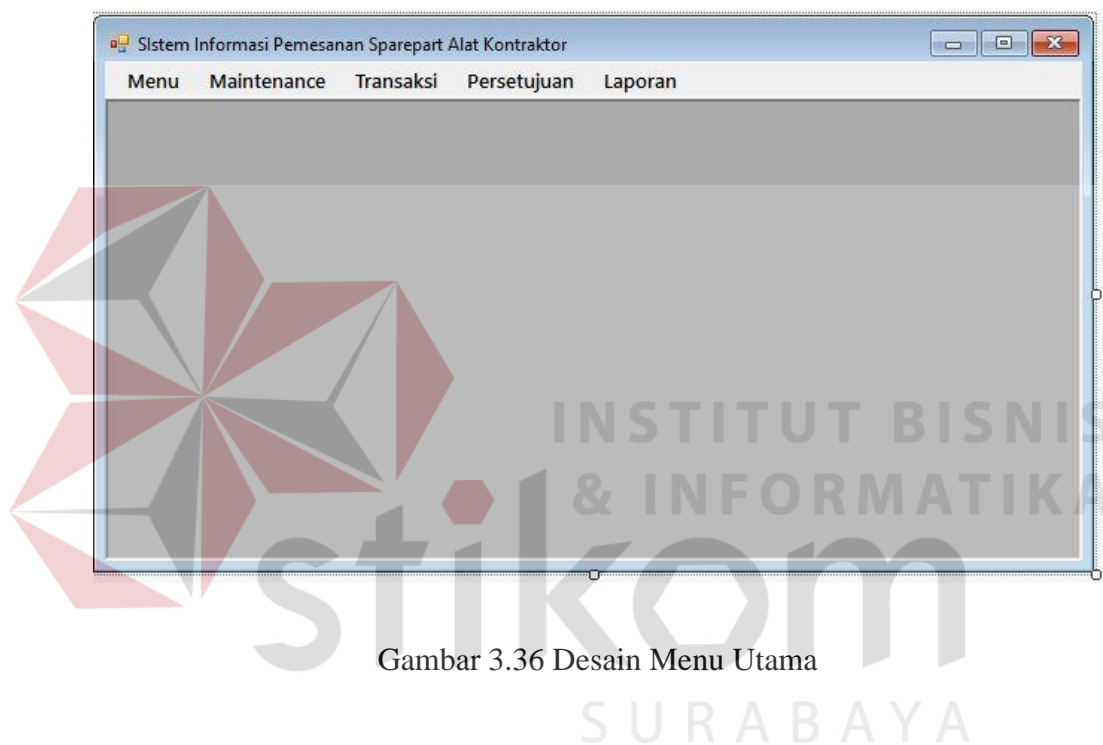 SIstem Informasi Pemesanan Sparepart Alat Kontraktor
Menu Maintenance Transaksi Persetujuan Laporan
INSTITUT BISNIS
& INFORMATIKA
stikom
Gambar 3.36 Desain Menu Utama
SURABAYA